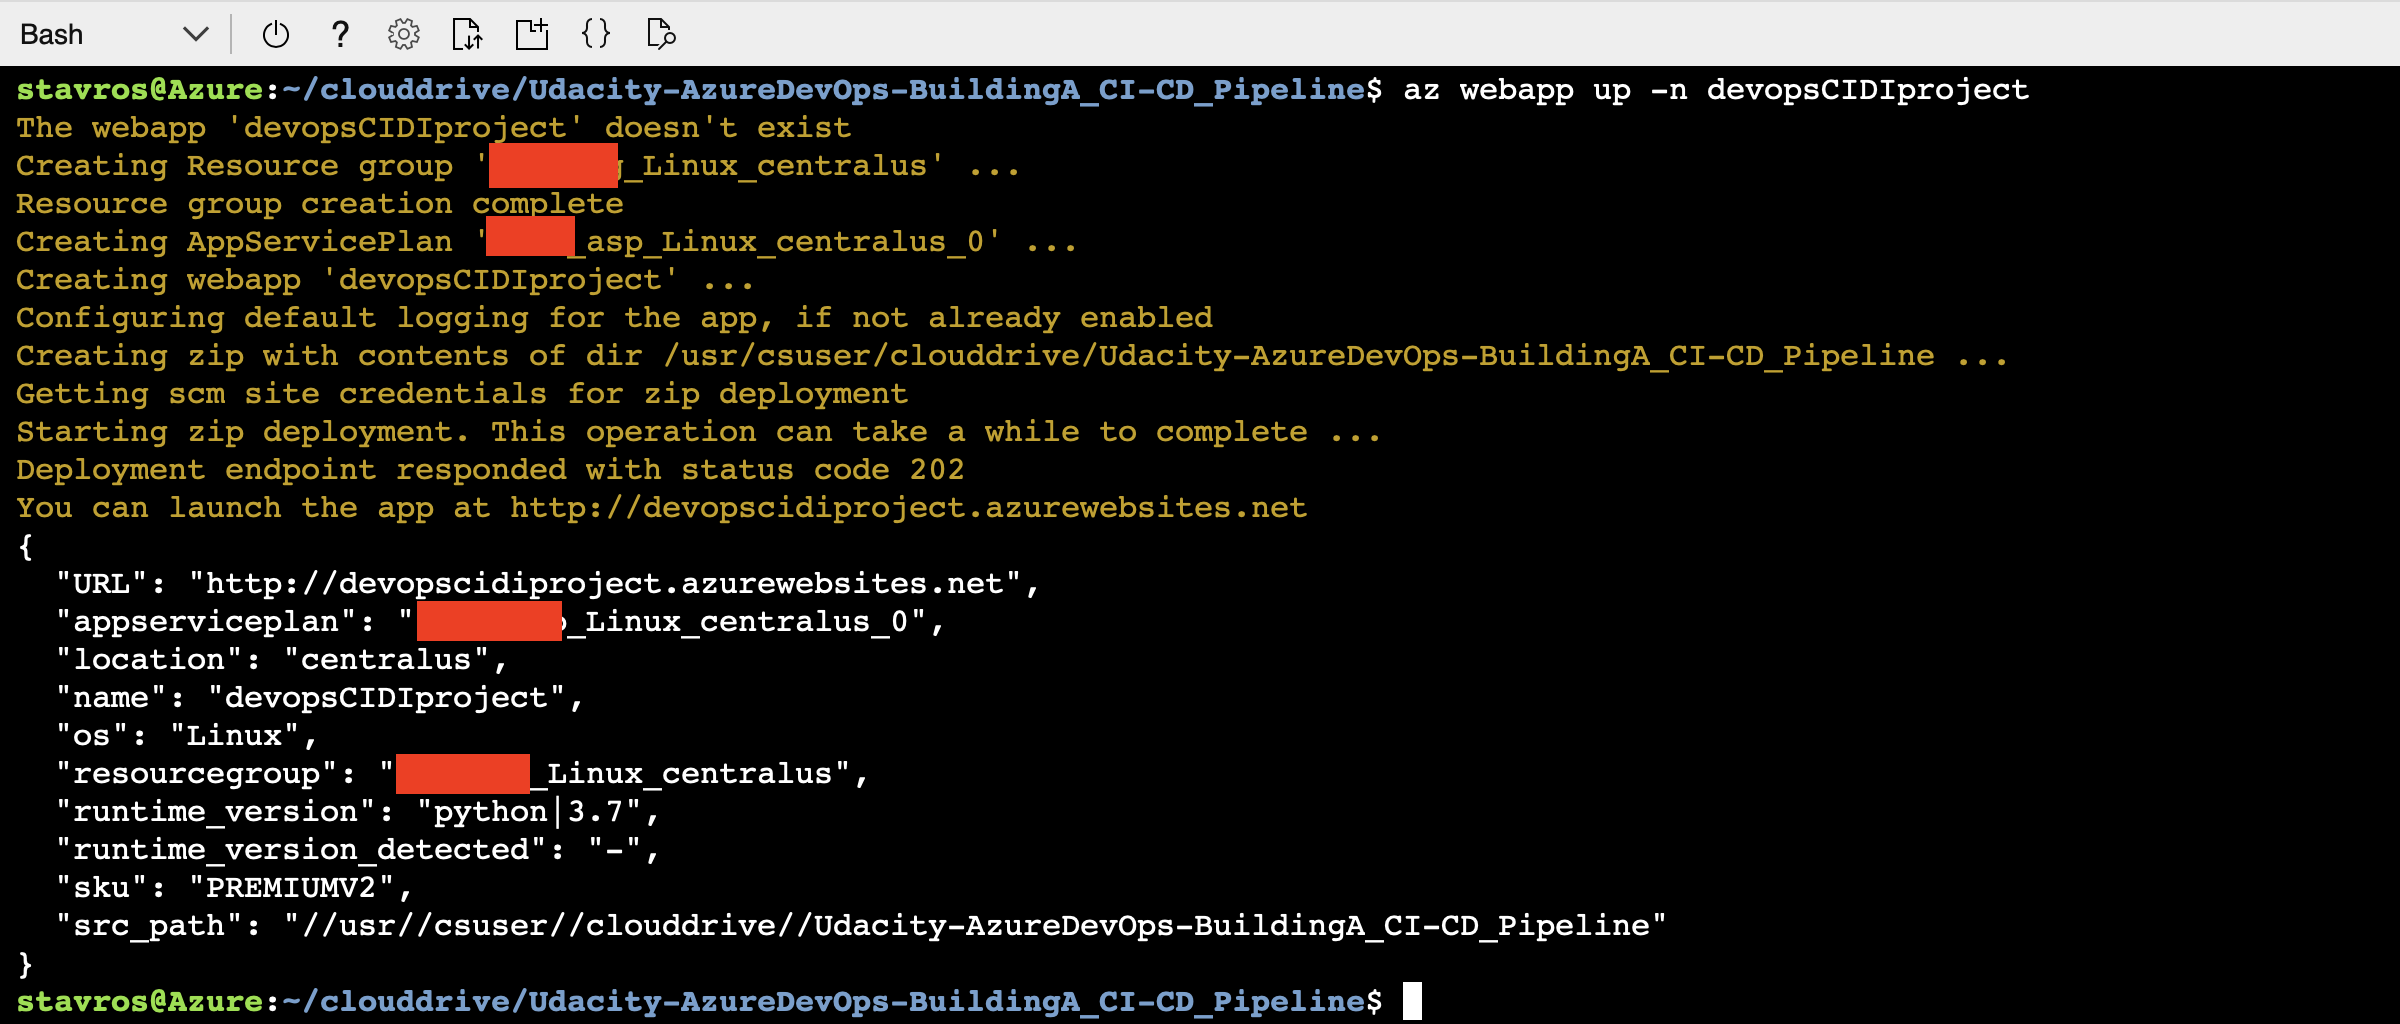 Bash
stavros@Azure:~/clouddrive/Udacity-AzureDevOps-BuildingA_CI-CD_Pipeline$ az webapp up -n devopsCIDIproject
The webapp 'devopsCIDIproject' doesn't exist
Creating Resource group '_Linux_centralus' ...
Resource group creation complete
Creating AppServicePlan '_asp_Linux_centralus_0' ...
Creating webapp 'devopsCIDIproject' ...
Configuring default logging for the app, if not already enabled
Creating zip with contents of dir /usr/csuser/clouddrive/Udacity-AzureDevOps-BuildingA_CI-CD_Pipeline ...
Getting scm site credentials for zip deployment
Starting zip deployment. This operation can take a while to complete ...
Deployment endpoint responded with status code 202
You can launch the app at http://devopscidiproject.azurewebsites.net
{
  "URL": "http://devopscidiproject.azurewebsites.net",
  "appserviceplan": "_Linux_centralus_0",
  "location": "centralus",
  "name": "devopsCIDIproject",
  "os": "Linux",
  "resourcegroup": "_Linux_centralus",
  "runtime_version": "python|3.7",
  "runtime_version_detected": "-",
  "sku": "PREMIUMV2",
  "src_path": "//usr//csuser//clouddrive//Udacity-AzureDevOps-BuildingA_CI-CD_Pipeline"
}
stavros@Azure:~/clouddrive/Udacity-AzureDevOps-BuildingA_CI-CD_Pipeline$